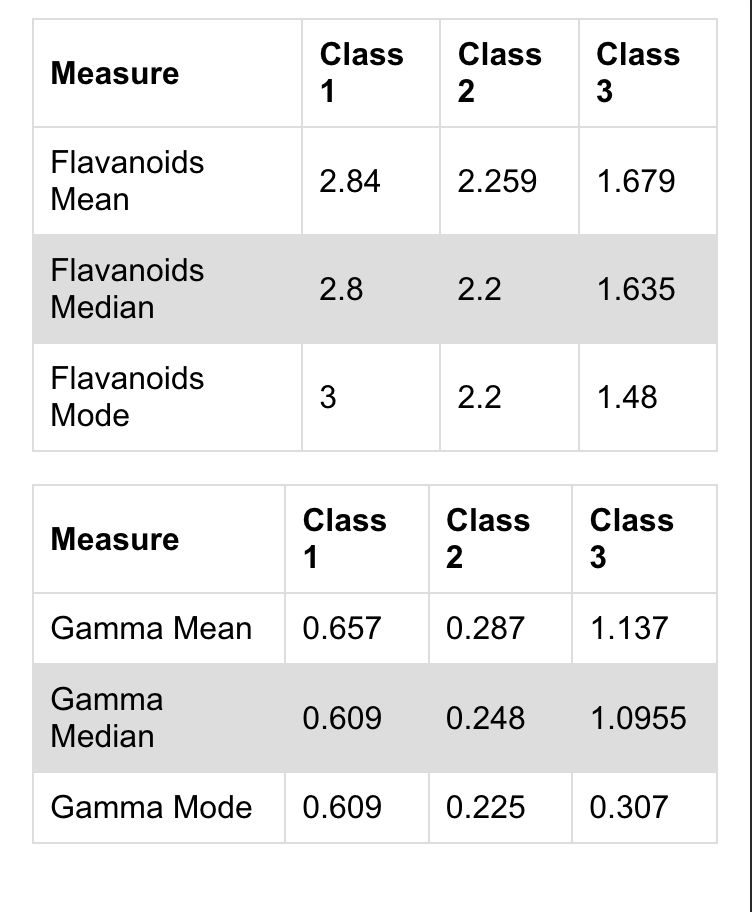 Measure Class 1 Class 2 Class 3
Flavanoids Mean 2.84 2.259 1.679
Flavanoids Median 2.8 2.2 1.635
Flavanoids Mode 3 2.2 1.48
Measure Class 1 Class 2 Class 3
Gamma Mean 0.657 0.287 1.137
Gamma Median 0.609 0.248 1.0955
Gamma Mode 0.609 0.225 0.307